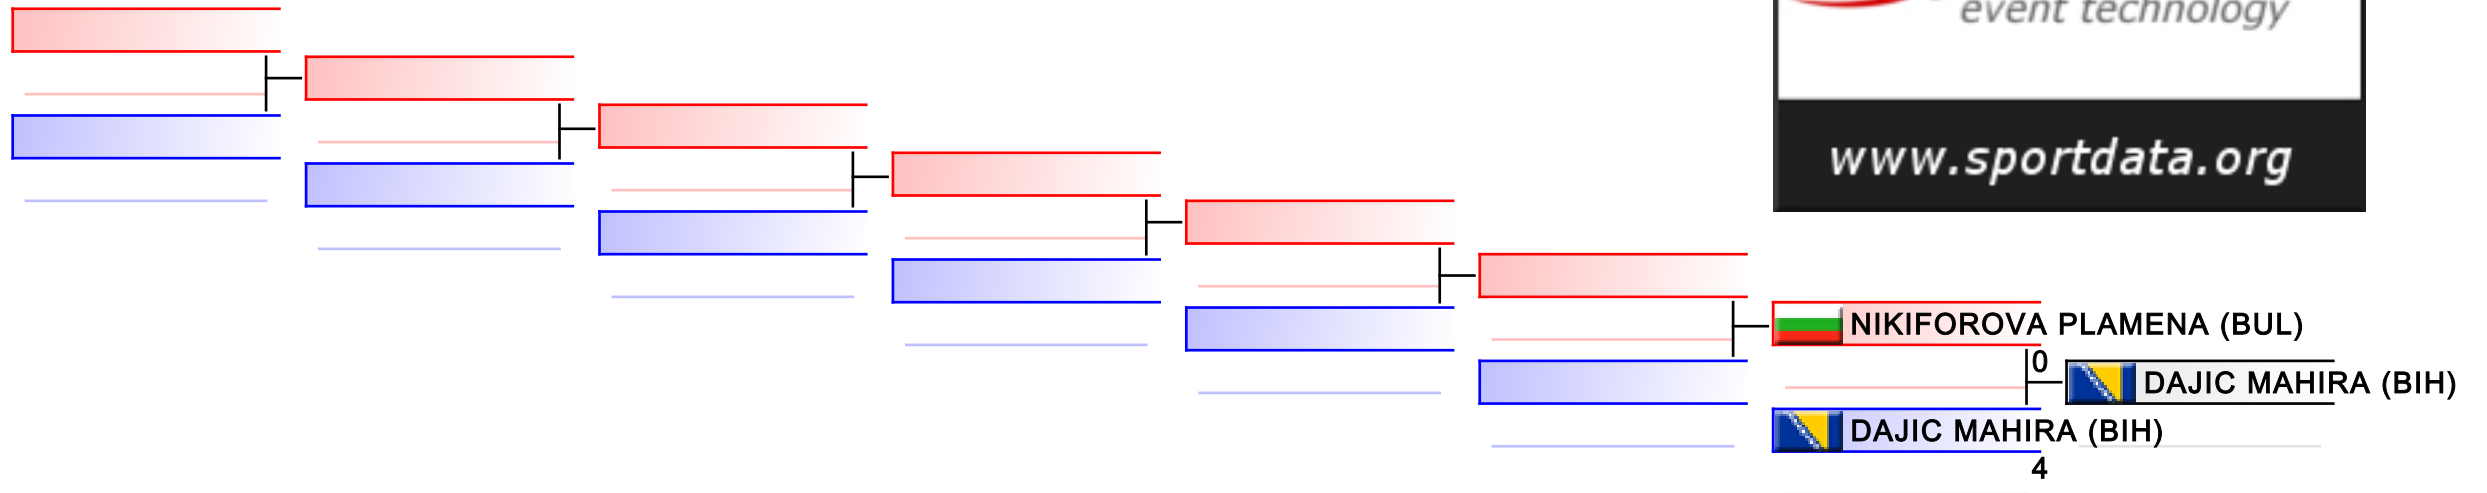 event technology
www.sportdata.org
NIKIFOROVA PLAMENA (BUL)
0
DAJIC MAHIRA (BIH)
DAJIC MAHIRA (BIH)
4